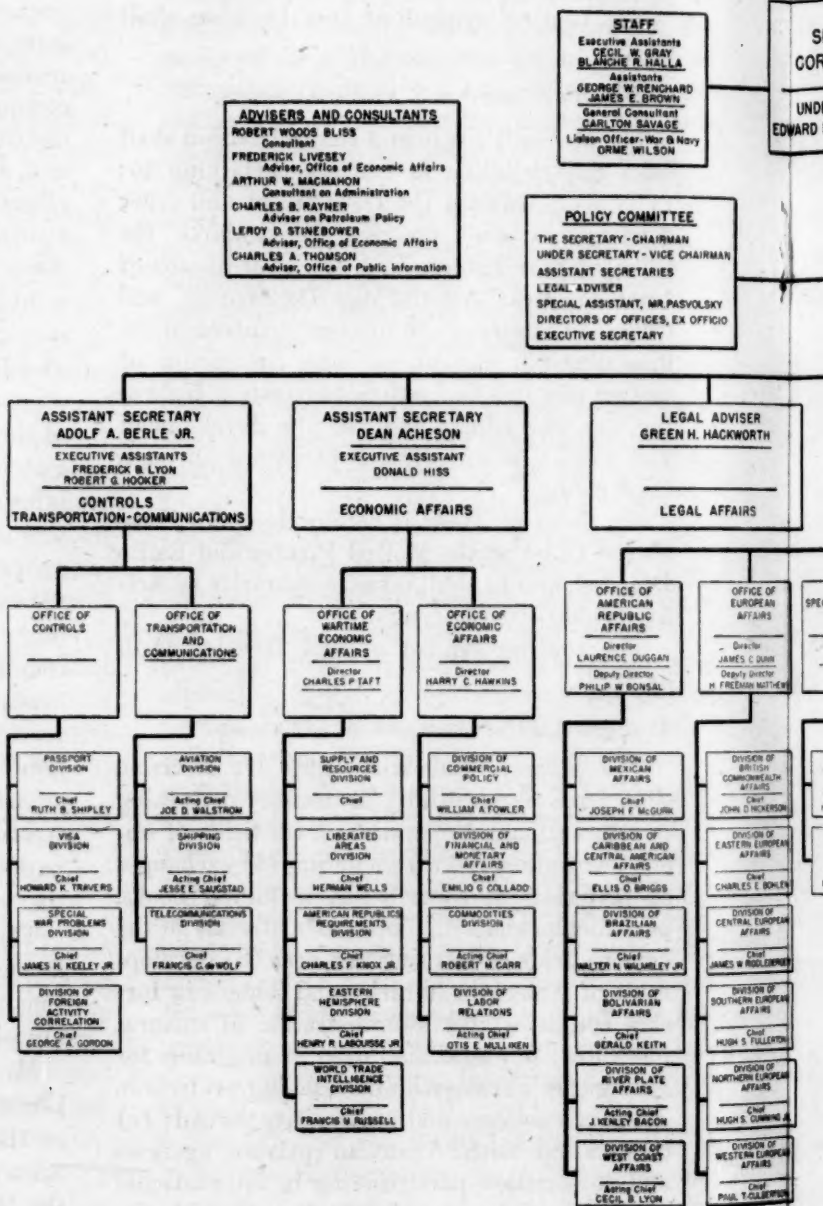 STAFF
Executive Assistants
CECIL W. GRAY
BLANCHE R. HALLA
Assistants
GEORGE W. RENCHARD
JAMES E. BROWN
General Consultant
CARLTON SAVAGE
Liaison Officer-War & Navy
ORME WILSON
EDWARD
ADVISERS AND CONSULTANTS
ROBERT WOODS BLISS
Consultant
FREDERICK LIVESEY
Adviser, Office of Economic Affairs
ARTHUR W. MACMAHON
Consultant on Administration
CHARLES B. RAYNER
Adviser on Petroleum Policy
LEROY D. STINEBOWER
Adviser, Office of Economic Affairs
CHARLES A. THOMSON
Adviser, Office of Public Information
POLICY COMMITTEE
THE SECRETARY - CHAIRMAN
UNDER SECRETARY - VICE CHAIRMAN
ASSISTANT SECRETARIES
LEGAL ADVISER
SPECIAL ASSISTANT, MR. PASVOLSKY
DIRECTORS OF OFFICES, EX OFFICIO
EXECUTIVE SECRETARY
ASSISTANT SECRETARY
ADOLF A. BERLE JR.
EXECUTIVE ASSISTANTS
FREDERICK B. LYON
ROBERT G. HOOKER
CONTROLS
TRANSPORTATION-COMMUNICATIONS
ASSISTANT SECRETARY
DEAN ACHESON
EXECUTIVE ASSISTANT
DONALD HISS
ECONOMIC AFFAIRS
LEGAL ADVISER
GREEN H. HACKWORTH
LEGAL AFFAIRS
OFFICE OF
CONTROLS
OFFICE OF
TRANSPORTATION
AND
COMMUNICATIONS
OFFICE OF
WARTIME
ECONOMIC
AFFAIRS
Director
CHARLES P. TAFT
OFFICE OF
ECONOMIC
AFFAIRS
Director
HARRY C. HAWKINS
OFFICE OF
AMERICAN
REPUBLIC
AFFAIRS
Director
LAURENCE DUGGAN
Deputy Director
PHILIP W. BONSAL
OFFICE OF
EUROPEAN
AFFAIRS
Director
JAMES C. DUNN
Deputy Director
H. FREEMAN MATTHEWS
PASSPORT
DIVISION
Chief
RUTH B. SHIPLEY
VISA
DIVISION
Chief
HOWARD K. TRAVERS
SPECIAL
WAR PROBLEMS
DIVISION
Chief
JAMES H. KEELEY JR
DIVISION OF
FOREIGN
ACTIVITY
CORRELATION
Chief
GEORGE A. GORDON
AVIATION
DIVISION
Acting Chief
JOE D. WALSTROM
SHIPPING
DIVISION
Acting Chief
JESSE E. SAUGSTAD
TELECOMMUNICATIONS
DIVISION
Chief
FRANCIS C. deWOLF
SUPPLY AND
RESOURCES
DIVISION
Chief
LIBERATED
AREAS
DIVISION
Chief
HERMAN WELLS
AMERICAN REPUBLICS
REQUIREMENTS
DIVISION
Chief
CHARLES F. KNOX JR
EASTERN
HEMISPHERE
DIVISION
Chief
HENRY R. LABOUISSE JR
WORLD TRADE
INTELLIGENCE
DIVISION
Chief
FRANCIS M. RUSSELL
DIVISION OF
COMMERCIAL
POLICY
Chief
WILLIAM A. FOWLER
DIVISION OF
FINANCIAL AND
MONETARY
AFFAIRS
Chief
EMILIO G. COLLADO
COMMODITIES
DIVISION
Acting Chief
ROBERT M. CARR
DIVISION OF
LABOR
RELATIONS
Acting Chief
OTIS E. MULLIKEN
DIVISION OF
MEXICAN
AFFAIRS
Chief
JOSEPH F. McGURK
DIVISION OF
CARIBBEAN AND
CENTRAL AMERICAN
AFFAIRS
Chief
ELLIS O. BRIGGS
DIVISION OF
BRAZILIAN
AFFAIRS
Chief
WALTER N. WALMSLEY JR
DIVISION OF
BOLIVARIAN
AFFAIRS
Chief
GERALD KEITH
DIVISION OF
RIVER PLATE
AFFAIRS
Acting Chief
J KENLEY BACON
DIVISION OF
WEST COAST
AFFAIRS
Acting Chief
CECIL B. LYON
DIVISION OF
BRITISH
COMMONWEALTH
AFFAIRS
Chief
JOHN D. HICKERSON
DIVISION OF
EASTERN EUROPEAN
AFFAIRS
Chief
CHARLES E. BOHLEN
DIVISION OF
CENTRAL EUROPEAN
AFFAIRS
Chief
JAMES W. RIDDLEBERGER
DIVISION OF
SOUTHERN EUROPEAN
AFFAIRS
Chief
HUGH S. FULLERTON
DIVISION OF
NORTHERN EUROPEAN
AFFAIRS
Chief
HUGH S. CUMMING JR
DIVISION OF
WESTERN EUROPEAN
AFFAIRS
Chief
PAUL T. CULBERTSON